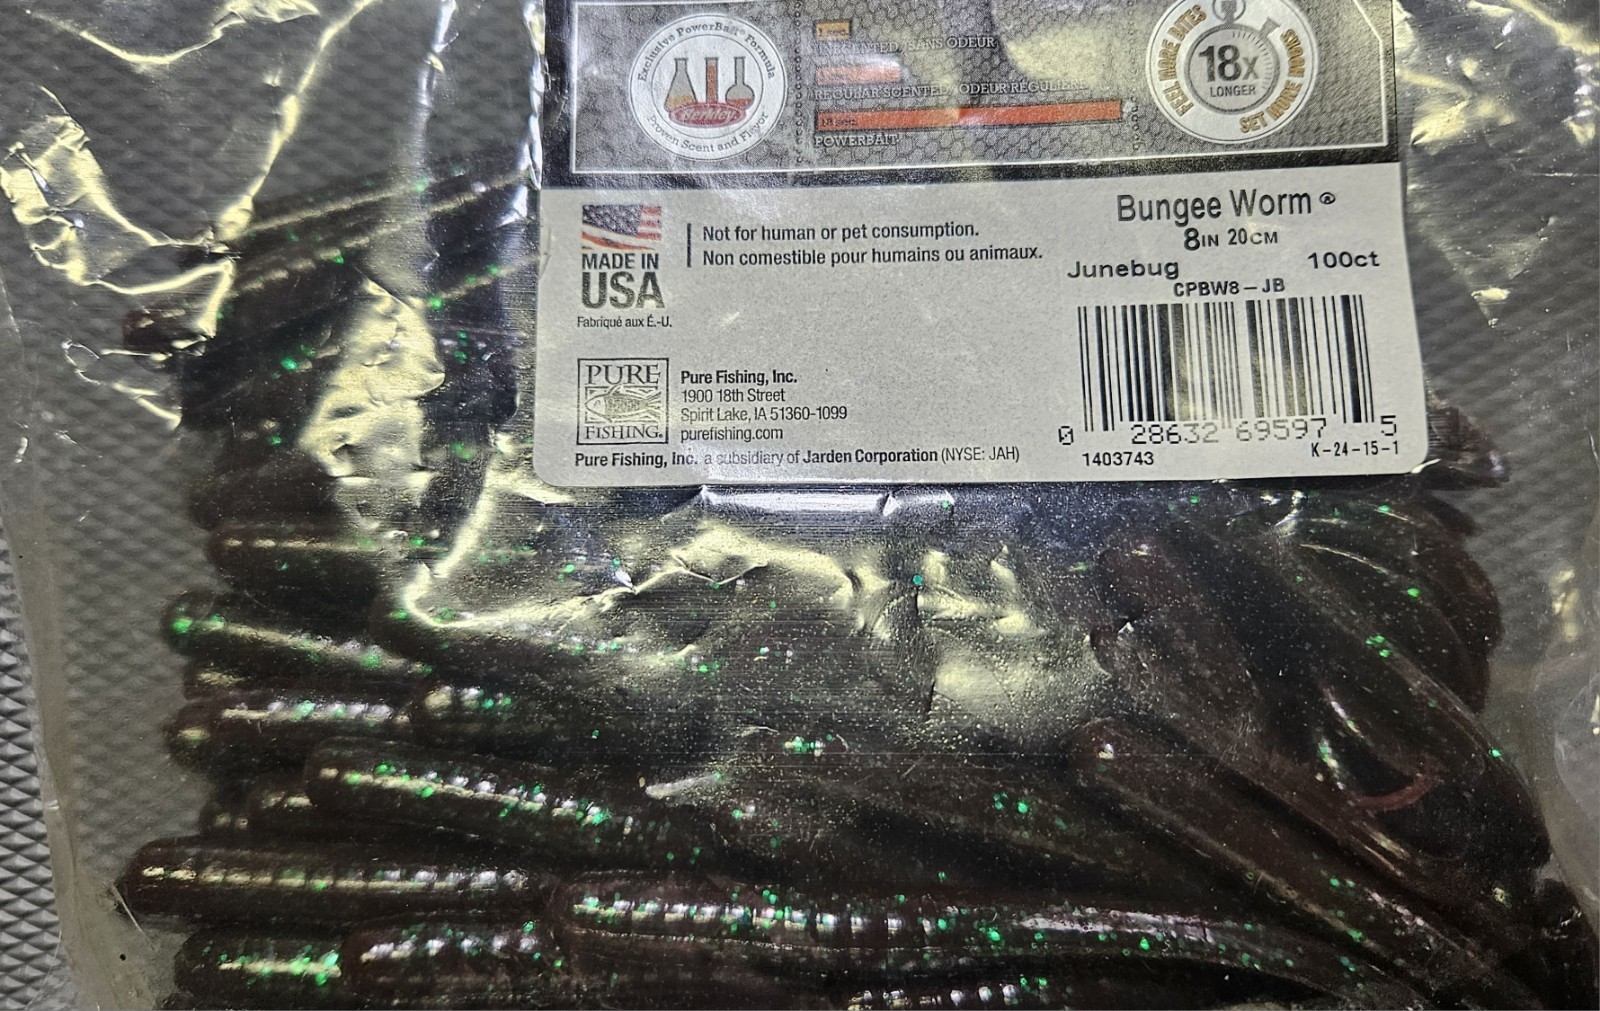 Exclusive PowerBait® Formula
Berkley
Proven Scent and Flavor
UNSCENTED/SANS ODEUR
REGULAR SCENTED/ODEUR RÉGULIÈRE
18 sec.
POWERBAIT
FEEL MORE BITES
18x
LONGER
SET MORE HOOKS
MADE IN
USA
Fabriqué aux É.-U.
Not for human or pet consumption.
Non comestible pour humains ou animaux.
Bungee Worm®
8IN 20CM
Junebug 100ct
CPBW8-JB
0 28632 69597 5
1403743 K-24-15-1
PURE
FISHING.
Pure Fishing, Inc.
1900 18th Street
Spirit Lake, IA 51360-1099
purefishing.com
Pure Fishing, Inc. a subsidiary of Jarden Corporation (NYSE: JAH)